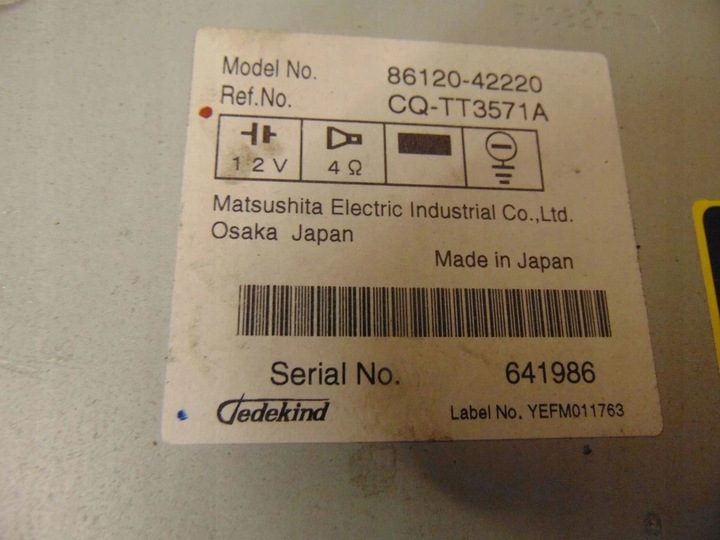 Model No. 86120-42220
Ref.No. CQ-TT3571A
12V 4Ω
Matsushita Electric Industrial Co.,Ltd.
Osaka Japan
Made in Japan
Serial No. 641986
Jedekind Label No. YEFM011763